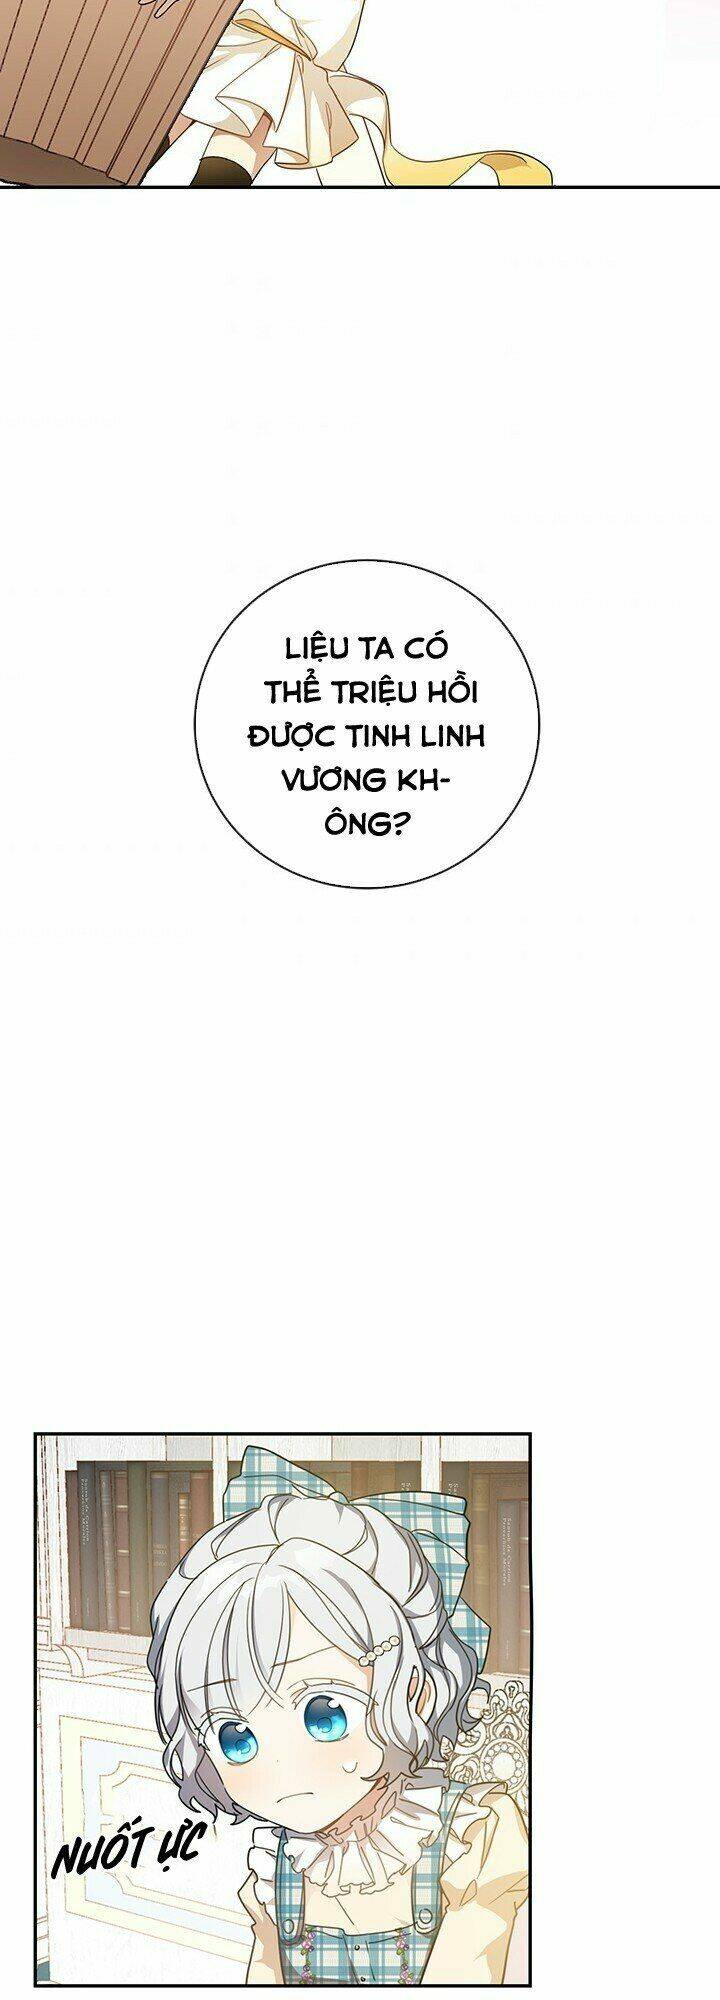 LIỆU TA CÓ
THỂ TRIỆU HỒI
ĐƯỢC TINH LINH
VƯƠNG KH-
ÔNG?
NUỐT ỰC